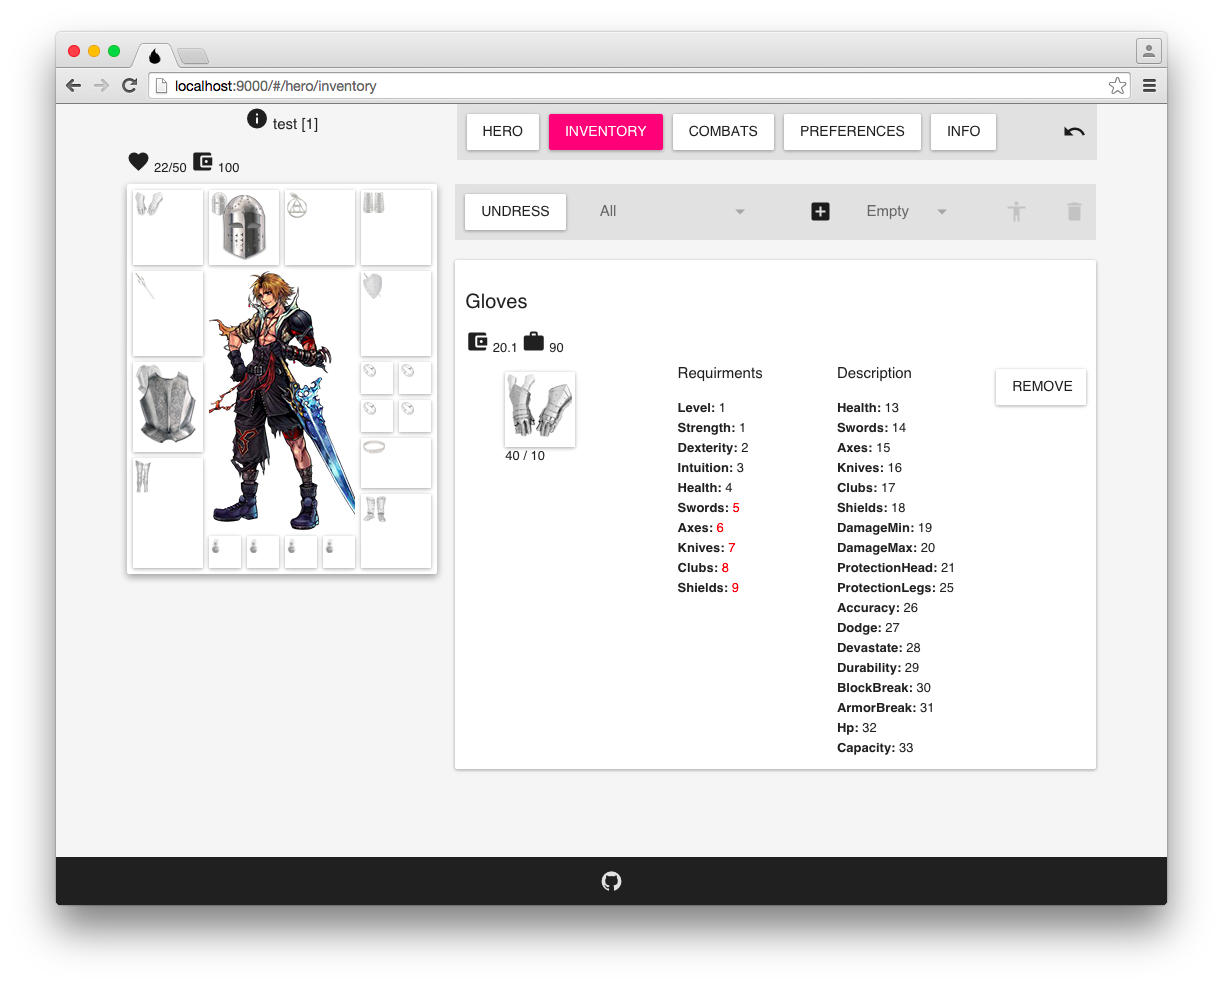 localhost:9000/#/hero/inventory
test [1]
HERO INVENTORY COMBATS PREFERENCES INFO
22/50 100
UNDRESS All Empty
Gloves
20.1 90
40 / 10
Requirments
Level: 1
Strength: 1
Dexterity: 2
Intuition: 3
Health: 4
Swords: 5
Axes: 6
Knives: 7
Clubs: 8
Shields: 9
Description
Health: 13
Swords: 14
Axes: 15
Knives: 16
Clubs: 17
Shields: 18
DamageMin: 19
DamageMax: 20
ProtectionHead: 21
ProtectionLegs: 25
Accuracy: 26
Dodge: 27
Devastate: 28
Durability: 29
BlockBreak: 30
ArmorBreak: 31
Hp: 32
Capacity: 33
REMOVE